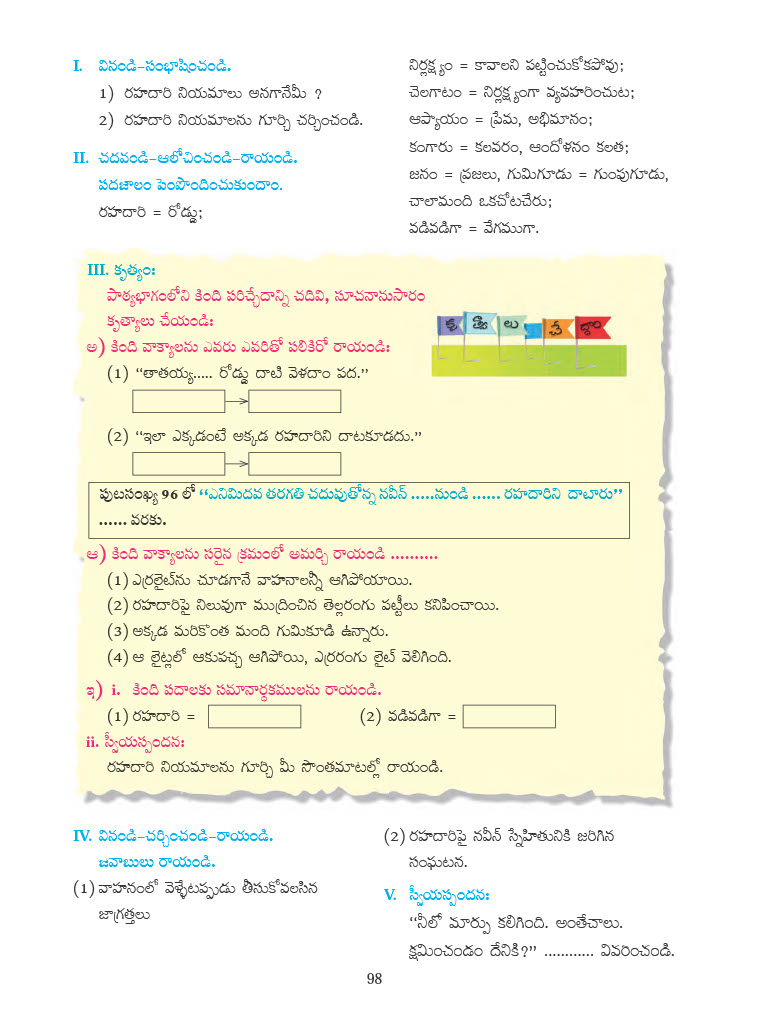 I. వినండి-సంభాషించండి.
1) రహదారి నియమాలు అనగానేమీ ?
2) రహదారి నియమాలను గూర్చి చర్చించండి.
II. చదవండి-ఆలోచించండి-రాయండి.
పదజాలం పెంపొందించుకుందాం.
రహదారి = రోడ్డు;
నిర్లక్ష్యం = కావాలని పట్టించుకోకపోవు;
చెలగాటం = నిర్లక్ష్యంగా వ్యవహరించుట;
ఆప్యాయం = ప్రేమ, అభిమానం;
కంగారు = కలవరం, ఆందోళనం కలత;
జనం = ప్రజలు, గుమిగూడు = గుంపుగూడు,
చాలామంది ఒకచోటచేరు;
వడివడిగా = వేగముగా.
III. కృత్యం:
పాఠ్యభాగంలోని కింది పరిచ్ఛేదాన్ని చదివి, సూచనానుసారం
కృత్యాలు చేయండి:
కృ త్యా లు చే ద్దాం
అ) కింది వాక్యాలను ఎవరు ఎవరితో పలికిరో రాయండి:
(1) “తాతయ్య..... రోడ్డు దాటి వెళదాం పద.”
(2) “ఇలా ఎక్కడంటే అక్కడ రహదారిని దాటకూడదు.”
పుటసంఖ్య 96 లో “ఎనిమిదవ తరగతి చదువుతోన్న నవీన్ .....నుండి ...... రహదారిని దాటారు”
...... వరకు.
ఆ) కింది వాక్యాలను సరైన క్రమంలో అమర్చి రాయండి ..........
(1) ఎర్రలైట్‌ను చూడగానే వాహనాలన్నీ ఆగిపోయాయి.
(2) రహదారిపై నిలువుగా ముద్రించిన తెల్లరంగు పట్టీలు కనిపించాయి.
(3) అక్కడ మరికొంత మంది గుమికూడి ఉన్నారు.
(4) ఆ లైట్లలో ఆకుపచ్చ ఆగిపోయి, ఎర్రరంగు లైట్ వెలిగింది.
ఇ) i. కింది పదాలకు సమానార్థకములను రాయండి.
(1) రహదారి = (2) వడివడిగా =
ii. స్వీయస్పందన:
రహదారి నియమాలను గూర్చి మీ సొంతమాటల్లో రాయండి.
IV. వినండి-చర్చించండి-రాయండి.
జవాబులు రాయండి.
(1) వాహనంలో వెళ్ళేటప్పుడు తీసుకోవలసిన
జాగ్రత్తలు
(2) రహదారిపై నవీన్ స్నేహితునికి జరిగిన
సంఘటన.
V. స్వీయస్పందన:
“నీలో మార్పు కలిగింది. అంతేచాలు.
క్షమించండం దేనికి?” ............ వివరించండి.
98